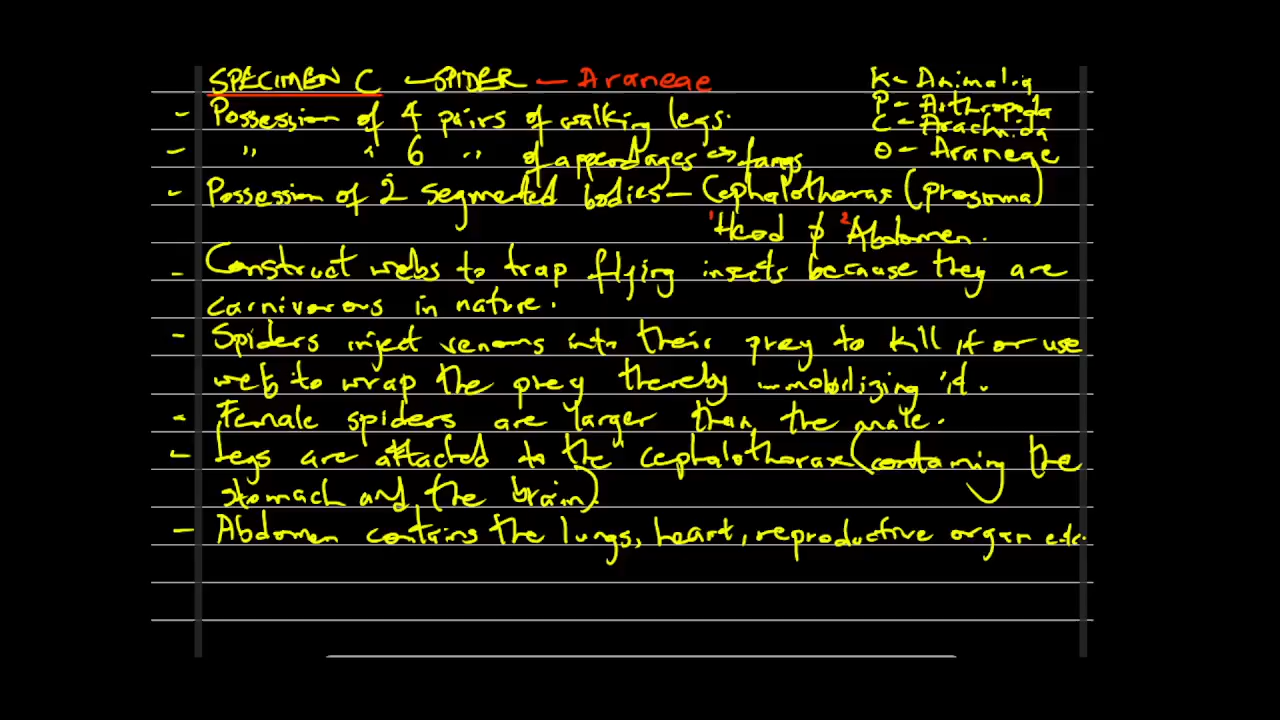 SPECIMEN C - SPIDER - Araneae
K - Animalia
P - Arthropoda
C - Arachnida
O - Araneae
- Possession of 4 pairs of walking legs.
- " " 6 " of appendages => fangs
- Possession of 2 segmented bodies - Cephalothorax (prosoma)
1 Head & 2 Abdomen.
- Construct webs to trap flying insects because they are
carnivorous in nature.
- Spiders inject venoms into their prey to kill it or use
web to wrap the prey thereby immobilizing it.
- Female spiders are larger than the male.
- Legs are attached to the cephalothorax (containing the
stomach and the brain)
- Abdomen contains the lungs, heart, reproductive organ etc.